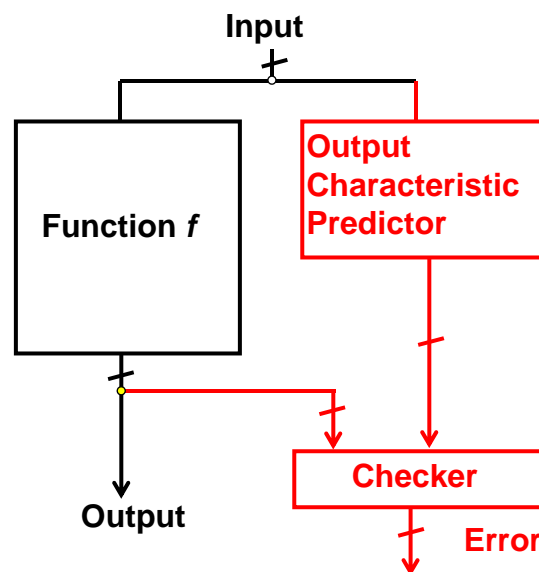 Input
Function f
Output
Characteristic
Predictor
Checker
Output
Error